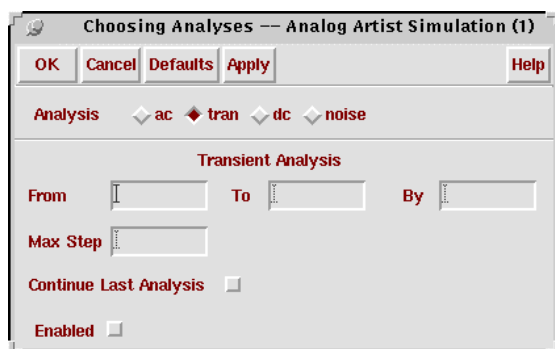 Choosing Analyses -- Analog Artist Simulation (1)
OK Cancel Defaults Apply Help
Analysis ac tran dc noise
Transient Analysis
From To By
Max Step
Continue Last Analysis
Enabled